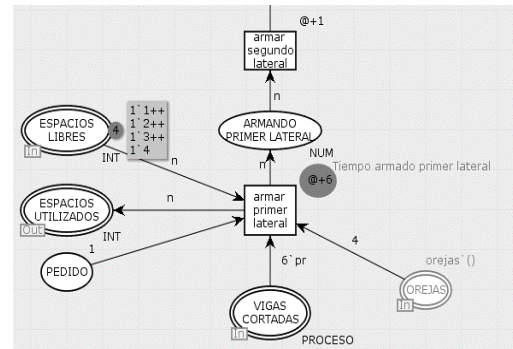 @+1
armar
segundo
lateral
n
1`1++
1`2++
1`3++
1`4
4
ESPACIOS
LIBRES
In
INT
n
ARMANDO
PRIMER LATERAL
NUM
n
Tiempo armado primer lateral
@+6
armar
primer
lateral
ESPACIOS
UTILIZADOS
Out
INT
n
1
PEDIDO
4
6`pr
orejas`()
OREJAS
In
VIGAS
CORTADAS
In
PROCESO